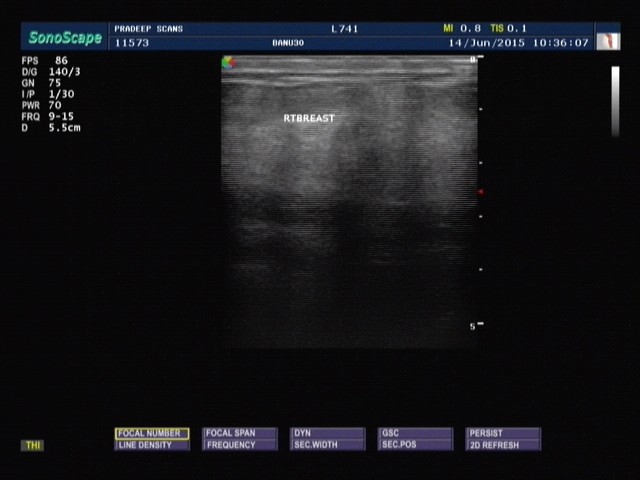 SonoScape
PRADEEP SCANS L741 MI 0.8 TIS 0.1
11573 BANU30 14/Jun/2015 10:36:07
FPS 86
D/G 140/3
GN 75
I/P 1/30
PWR 70
FRQ 9-15
D 5.5cm
0
RTBREAST
5
THI
FOCAL NUMBER FOCAL SPAN DYN GSC PERSIST
LINE DENSITY FREQUENCY SEC.WIDTH SEC.POS 2D REFRESH